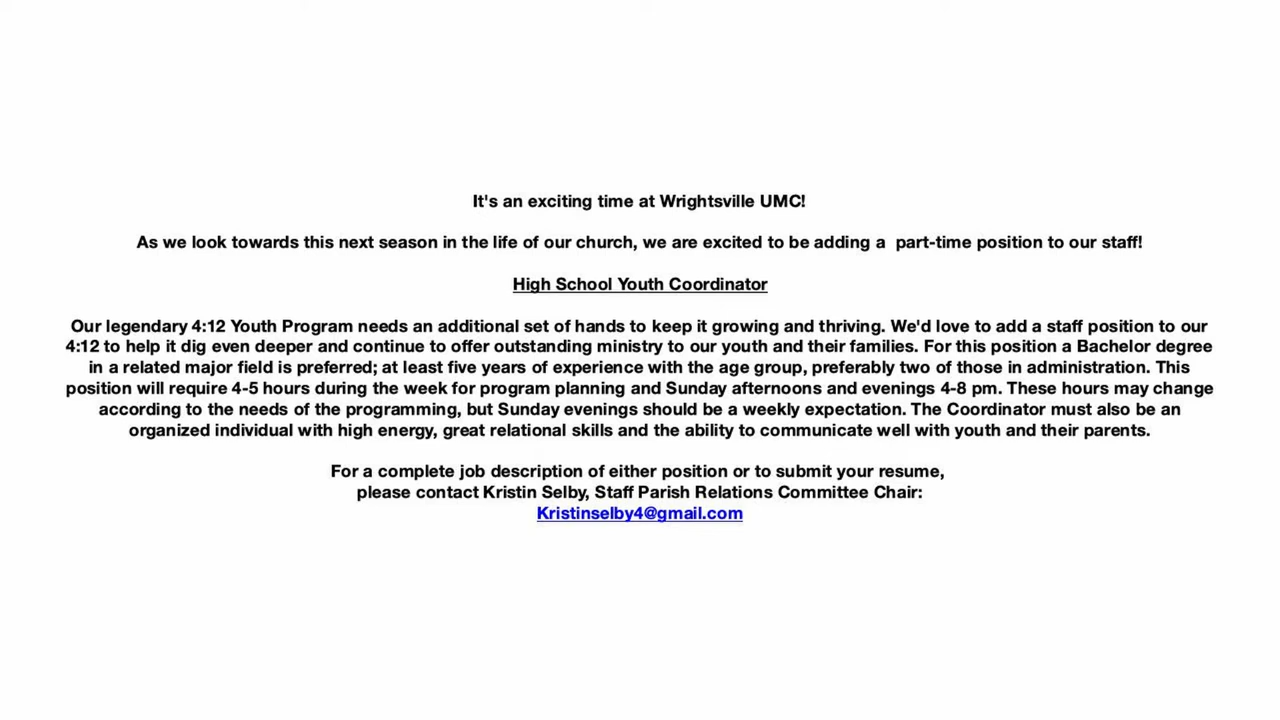 It's an exciting time at Wrightsville UMC!
As we look towards this next season in the life of our church, we are excited to be adding a  part-time position to our staff!
High School Youth Coordinator
Our legendary 4:12 Youth Program needs an additional set of hands to keep it growing and thriving. We'd love to add a staff position to our
4:12 to help it dig even deeper and continue to offer outstanding ministry to our youth and their families. For this position a Bachelor degree
in a related major field is preferred; at least five years of experience with the age group, preferably two of those in administration. This
position will require 4-5 hours during the week for program planning and Sunday afternoons and evenings 4-8 pm. These hours may change
according to the needs of the programming, but Sunday evenings should be a weekly expectation. The Coordinator must also be an
organized individual with high energy, great relational skills and the ability to communicate well with youth and their parents.
For a complete job description of either position or to submit your resume,
please contact Kristin Selby, Staff Parish Relations Committee Chair:
Kristinselby4@gmail.com